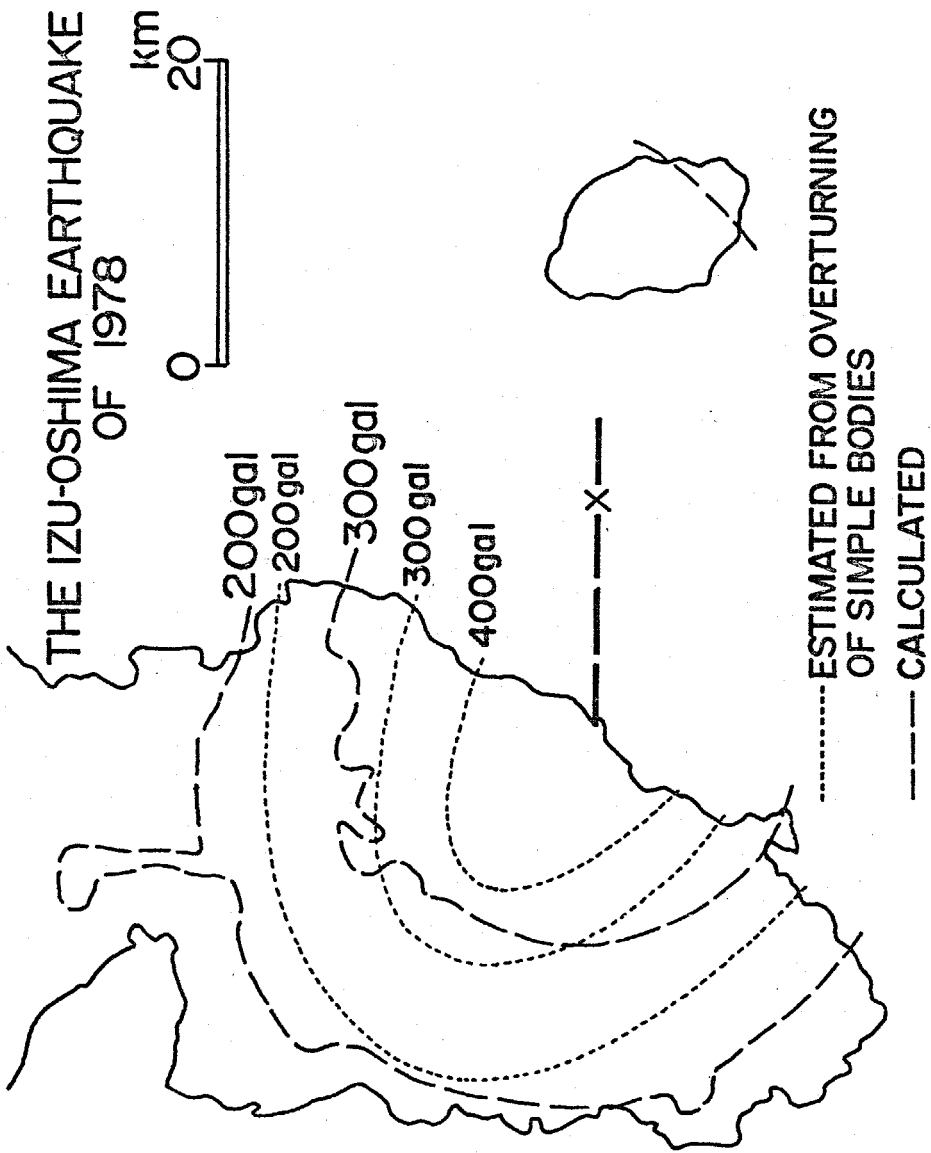 THE IZU-OSHIMA EARTHQUAKE
OF 1978
km
0 20
200gal
200gal
300gal
300gal
400gal
X
ESTIMATED FROM OVERTURNING
OF SIMPLE BODIES
CALCULATED